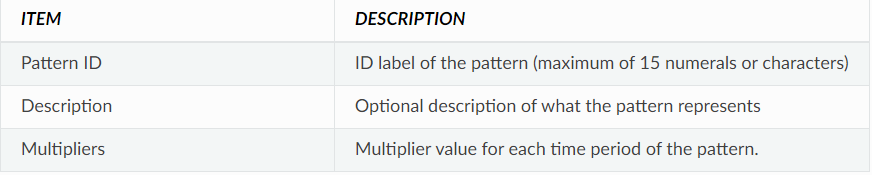 ITEM DESCRIPTION
Pattern ID ID label of the pattern (maximum of 15 numerals or characters)
Description Optional description of what the pattern represents
Multipliers Multiplier value for each time period of the pattern.